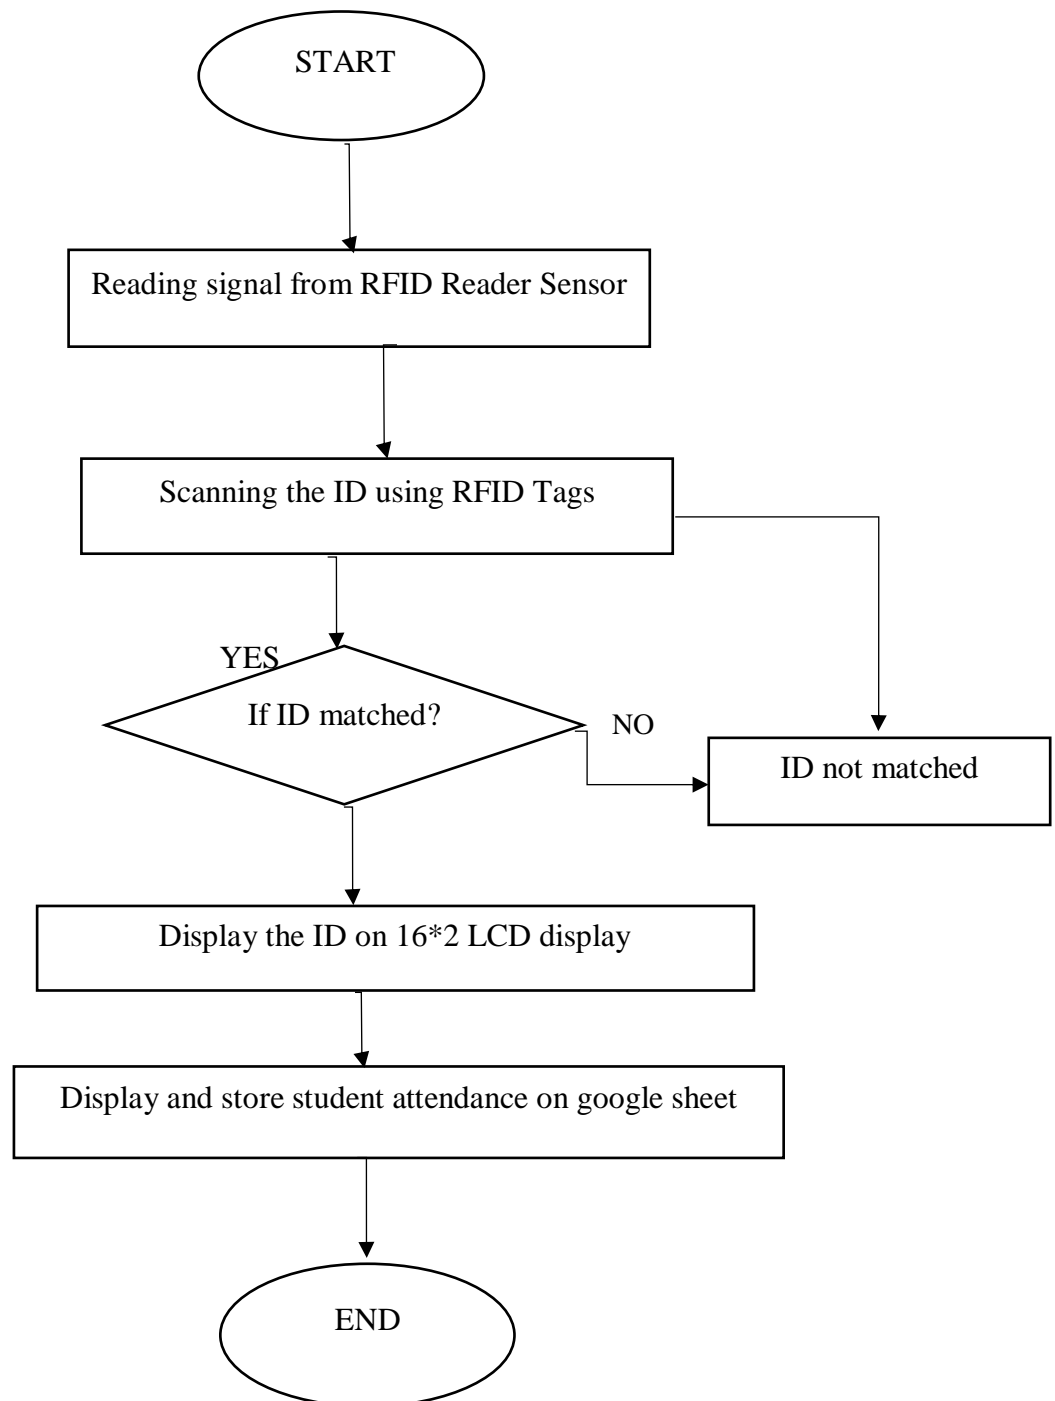 START
Reading signal from RFID Reader Sensor
Scanning the ID using RFID Tags
YES
If ID matched?
NO
ID not matched
Display the ID on 16*2 LCD display
Display and store student attendance on google sheet
END